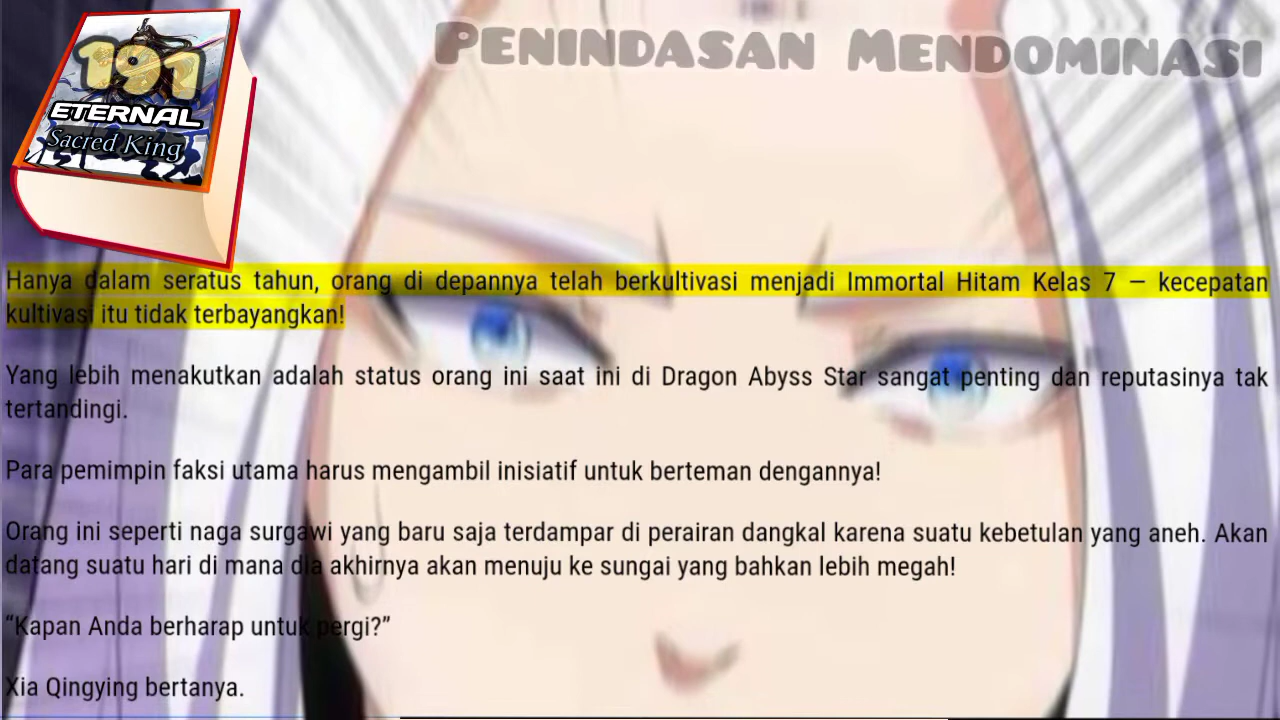 Penindasan Mendominasi
191
ETERNAL
Sacred King
Hanya dalam seratus tahun, orang di depannya telah berkultivasi menjadi Immortal Hitam Kelas 7 — kecepatan
kultivasi itu tidak terbayangkan!
Yang lebih menakutkan adalah status orang ini saat ini di Dragon Abyss Star sangat penting dan reputasinya tak
tertandingi.
Para pemimpin faksi utama harus mengambil inisiatif untuk berteman dengannya!
Orang ini seperti naga surgawi yang baru saja terdampar di perairan dangkal karena suatu kebetulan yang aneh. Akan
datang suatu hari di mana dia akhirnya akan menuju ke sungai yang bahkan lebih megah!
“Kapan Anda berharap untuk pergi?”
Xia Qingying bertanya.